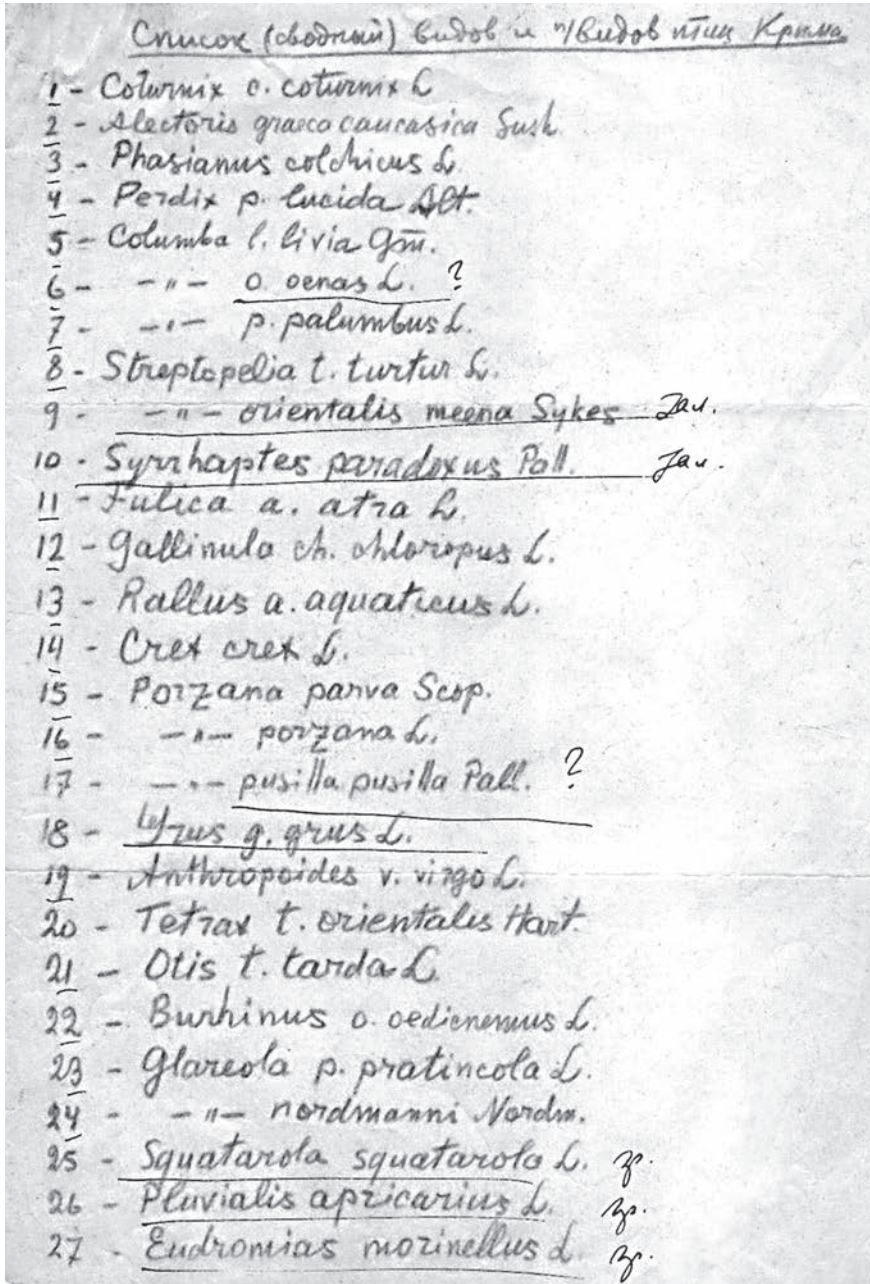 Список (сводный) видов и п/видов птиц Крыма
1 - Coturnix c. coturnix L
2 - Alectoris graeca caucasica Sush.
3 - Phasianus colchicus L.
4 - Perdix p. lucida Alt.
5 - Columba l. livia Gm.
6 - -"- o. oenas L. ?
7 - -"- p. palumbus L.
8 - Streptopelia t. turtur L.
9 - -"- orientalis meena Sykes зал.
10 - Syrrhaptes paradoxus Pall. зал.
11 - Fulica a. atra L.
12 - Gallinula ch. chloropus L.
13 - Rallus a. aquaticus L.
14 - Crex crex L.
15 - Porzana parva Scop.
16 - -"- porzana L.
17 - -"- pusilla pusilla Pall. ?
18 - Grus g. grus L.
19 - Anthropoides v. virgo L.
20 - Tetrax t. orientalis Hart.
21 - Otis t. tarda L.
22 - Burhinus o. oedicnemus L.
23 - Glareola p. pratincola L.
24 - -"- nordmanni Nordm.
25 - Squatarola squatarola L.
26 - Pluvialis apricarius L.
27 - Eudromias morinellus L.